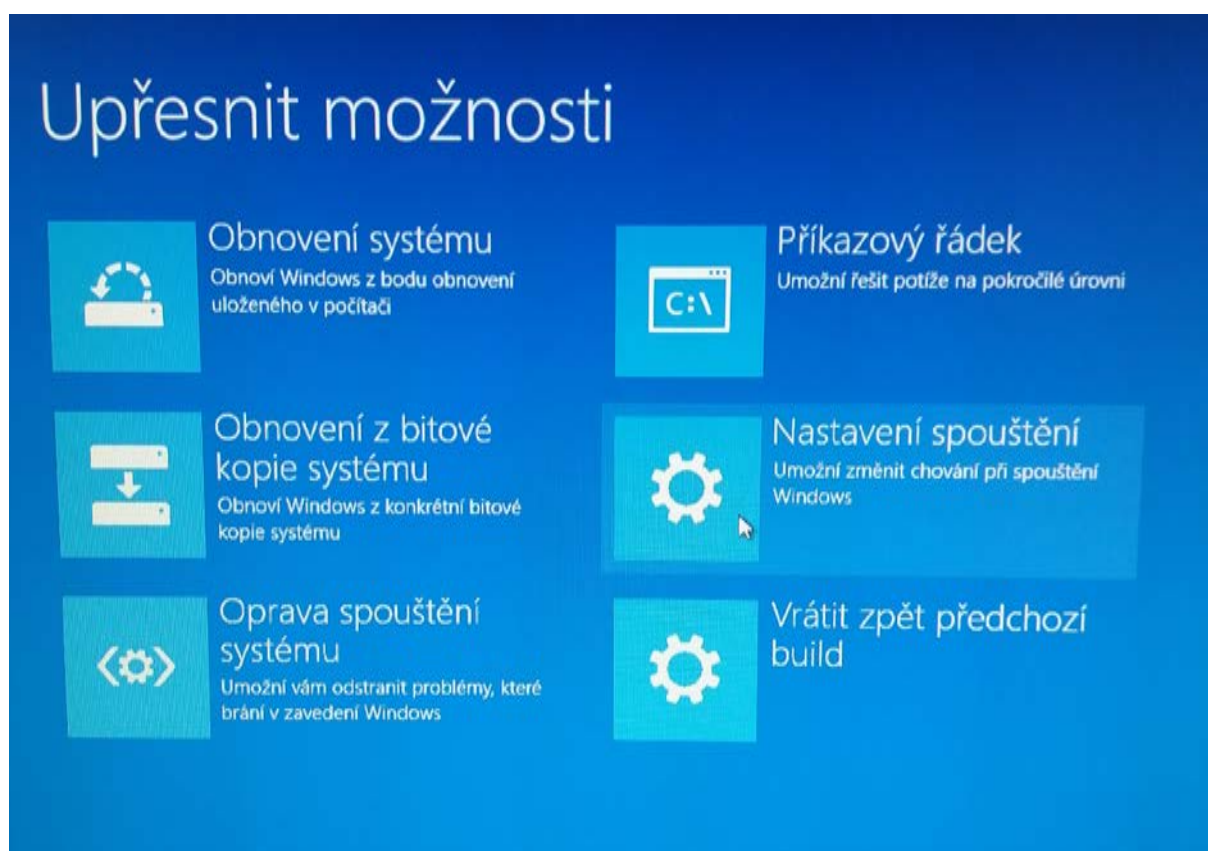 Upřesnit možnosti
Obnovení systému
Obnoví Windows z bodu obnovení
uloženého v počítači
Obnovení z bitové
kopie systému
Obnoví Windows z konkrétní bitové
kopie systému
Oprava spouštění
systému
Umožní vám odstranit problémy, které
brání v zavedení Windows
C:\
Příkazový řádek
Umožní řešit potíže na pokročilé úrovni
Nastavení spouštění
Umožní změnit chování při spouštění
Windows
Vrátit zpět předchozí
build